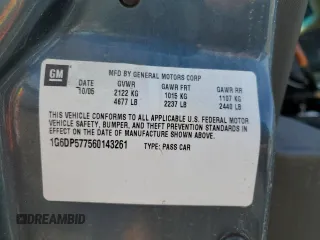 GM
MFD BY GENERAL MOTORS CORP
DATE GVWR GAWR FRT GAWR RR
10/05 2122 KG 1015 KG 1107 KG
4677 LB 2237 LB 2440 LB
THIS VEHICLE CONFORMS TO ALL APPLICABLE U.S. FEDERAL MOTOR
VEHICLE SAFETY, BUMPER, AND THEFT PREVENTION STANDARDS IN
EFFECT ON THE DATE OF MANUFACTURE SHOWN ABOVE.
1G6DP577560143261 TYPE: PASS CAR